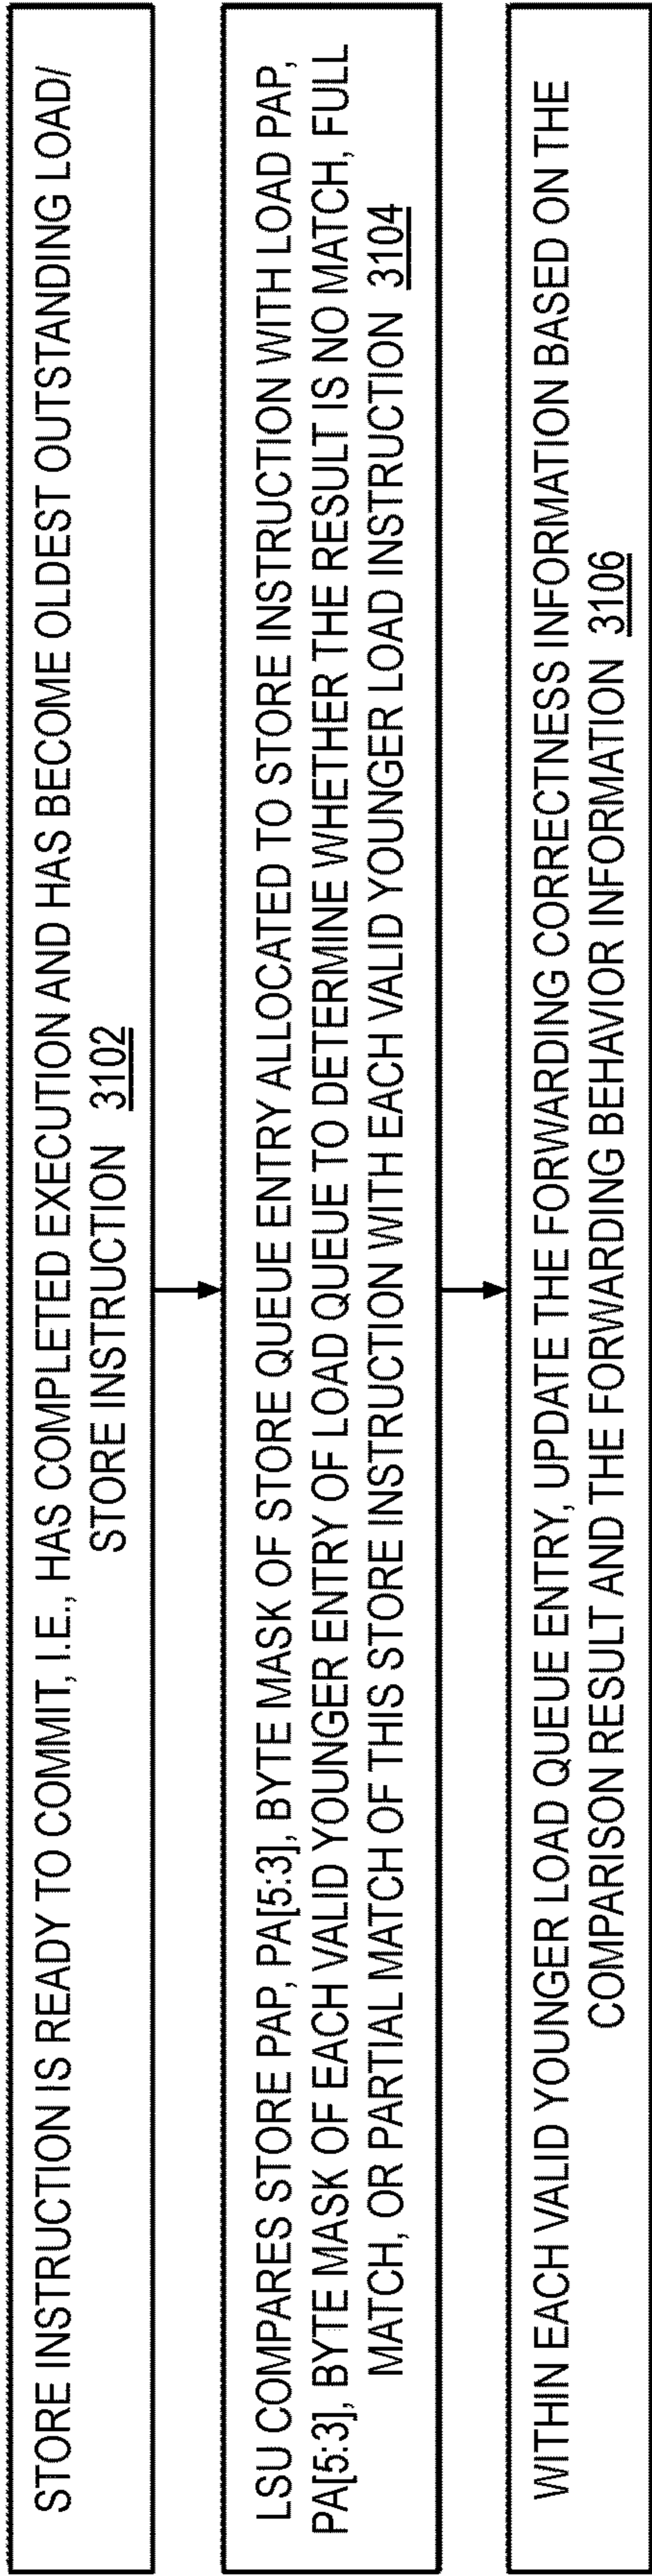 STORE INSTRUCTION IS READY TO COMMIT, I.E., HAS COMPLETED EXECUTION AND HAS BECOME OLDEST OUTSTANDING LOAD/
STORE INSTRUCTION 3102
LSU COMPARES STORE PAP, PA[5:3], BYTE MASK OF STORE QUEUE ENTRY ALLOCATED TO STORE INSTRUCTION WITH LOAD PAP,
PA[5:3], BYTE MASK OF EACH VALID YOUNGER ENTRY OF LOAD QUEUE TO DETERMINE WHETHER THE RESULT IS NO MATCH, FULL
MATCH, OR PARTIAL MATCH OF THIS STORE INSTRUCTION WITH EACH VALID YOUNGER LOAD INSTRUCTION 3104
WITHIN EACH VALID YOUNGER LOAD QUEUE ENTRY, UPDATE THE FORWARDING CORRECTNESS INFORMATION BASED ON THE
COMPARISON RESULT AND THE FORWARDING BEHAVIOR INFORMATION 3106